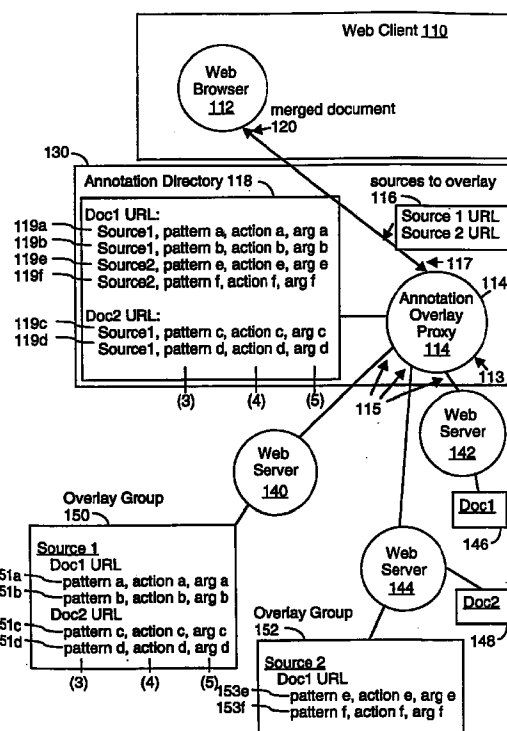 Web Client 110
Web
Browser
112
merged document
120
130
Annotation Directory 118
sources to overlay
116
Source 1 URL
Source 2 URL
Doc1 URL:
119a Source1, pattern a, action a, arg a
119b Source1, pattern b, action b, arg b
119e Source2, pattern e, action e, arg e
119f Source2, pattern f, action f, arg f
117
114
Annotation
Overlay
Proxy
114
Doc2 URL:
119c Source1, pattern c, action c, arg c
119d Source1, pattern d, action d, arg d
113
(3) (4) (5)
115
Web
Server
142
Web
Server
140
Doc1
146
Overlay Group
150
Source 1
Doc1 URL
51a pattern a, action a, arg a
51b pattern b, action b, arg b
Doc2 URL
51c pattern c, action c, arg c
51d pattern d, action d, arg d
(3) (4) (5)
Web
Server
144
Doc2
148
Overlay Group
152
Source 2
Doc1 URL
153e pattern e, action e, arg e
153f pattern f, action f, arg f